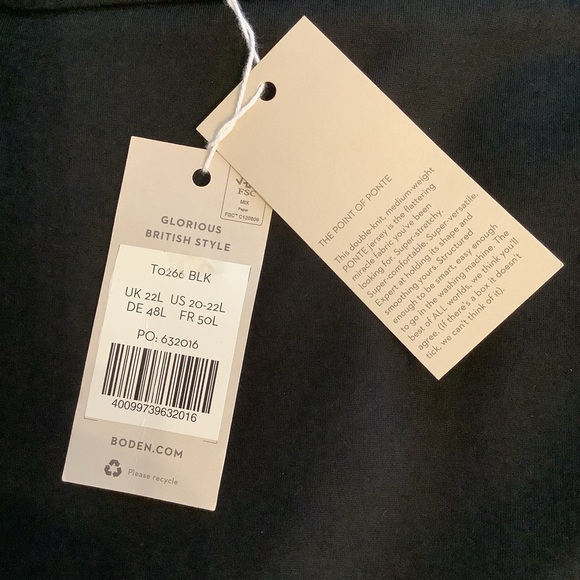 GLORIOUS
BRITISH STYLE
FSC
MIX
Paper
FSC™ C120909
T0266 BLK
UK 22L US 20-22L
DE 48L FR 50L
PO: 632016
40099739632016
BODEN.COM
Please recycle
THE POINT OF PONTE
This double-knit, medium-weight
PONTE jersey is the flattering
miracle fabric you've been
looking for. Super-stretchy.
Super-comfortable. Super-versatile.
Expert at holding its shape and
smoothing yours. Structured
enough to be smart, easy enough
to go in the washing machine. The
best of ALL worlds, we think you'll
agree. (If there's a box it doesn't
tick, we can't think of it).